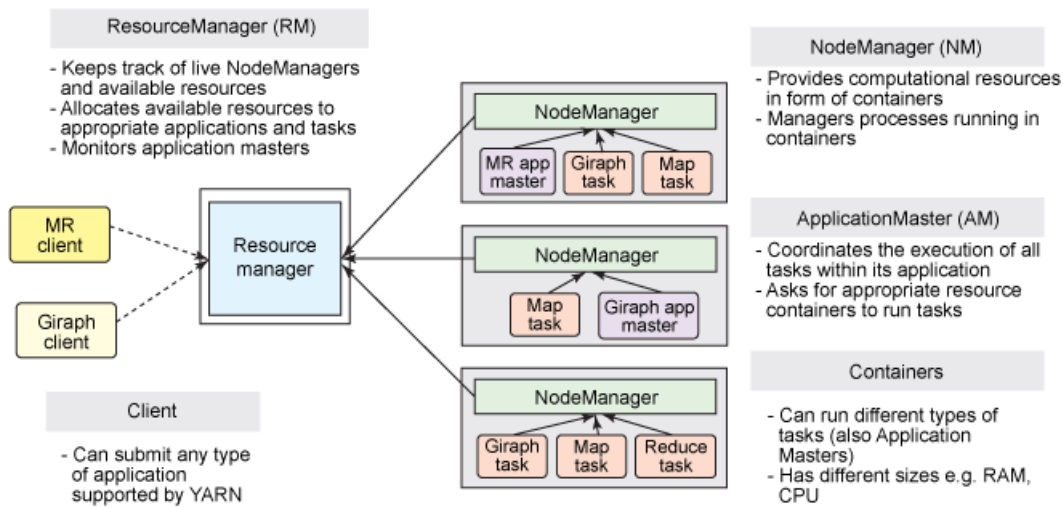 ResourceManager (RM)
- Keeps track of live NodeManagers
and available resources
- Allocates available resources to
appropriate applications and tasks
- Monitors application masters
MR
client
Giraph
client
Resource
manager
Client
- Can submit any type
of application
supported by YARN
NodeManager
MR app
master
Giraph
task
Map
task
NodeManager
Map
task
Giraph app
master
NodeManager
Giraph
task
Map
task
Reduce
task
NodeManager (NM)
- Provides computational resources
in form of containers
- Managers processes running in
containers
ApplicationMaster (AM)
- Coordinates the execution of all
tasks within its application
- Asks for appropriate resource
containers to run tasks
Containers
- Can run different types of
tasks (also Application
Masters)
- Has different sizes e.g. RAM,
CPU